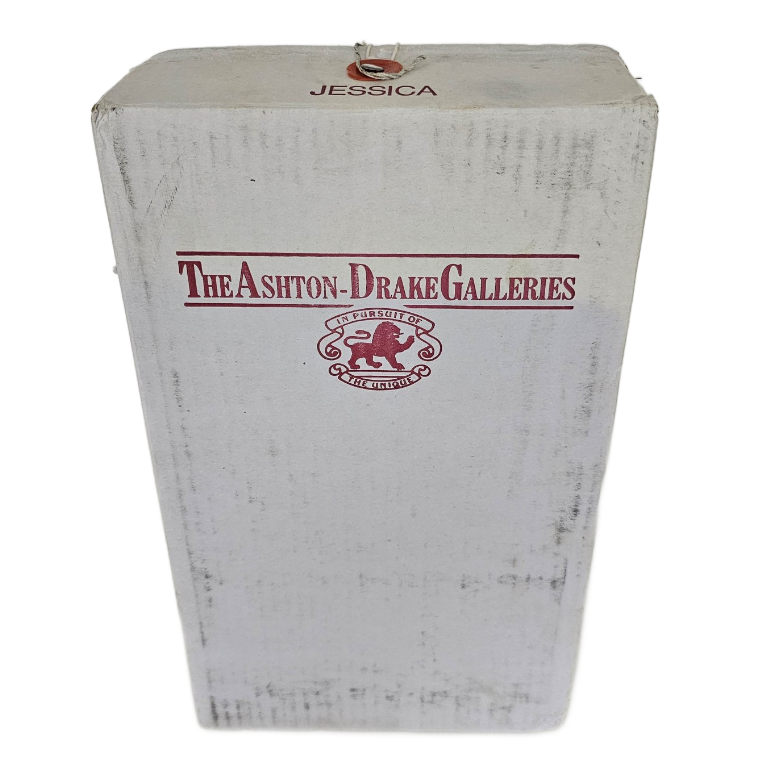 JESSICA
THE ASHTON-DRAKE GALLERIES
IN PURSUIT OF
THE UNIQUE